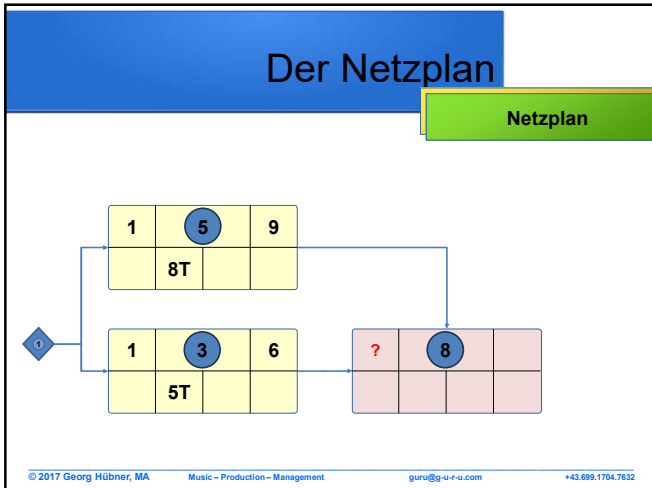 Der Netzplan
Netzplan
1 5 9
8T
1
1 3 6
5T
? 8
© 2017 Georg Hübner, MA Music – Production – Management guru@g-u-r-u.com +43.699.1704.7632